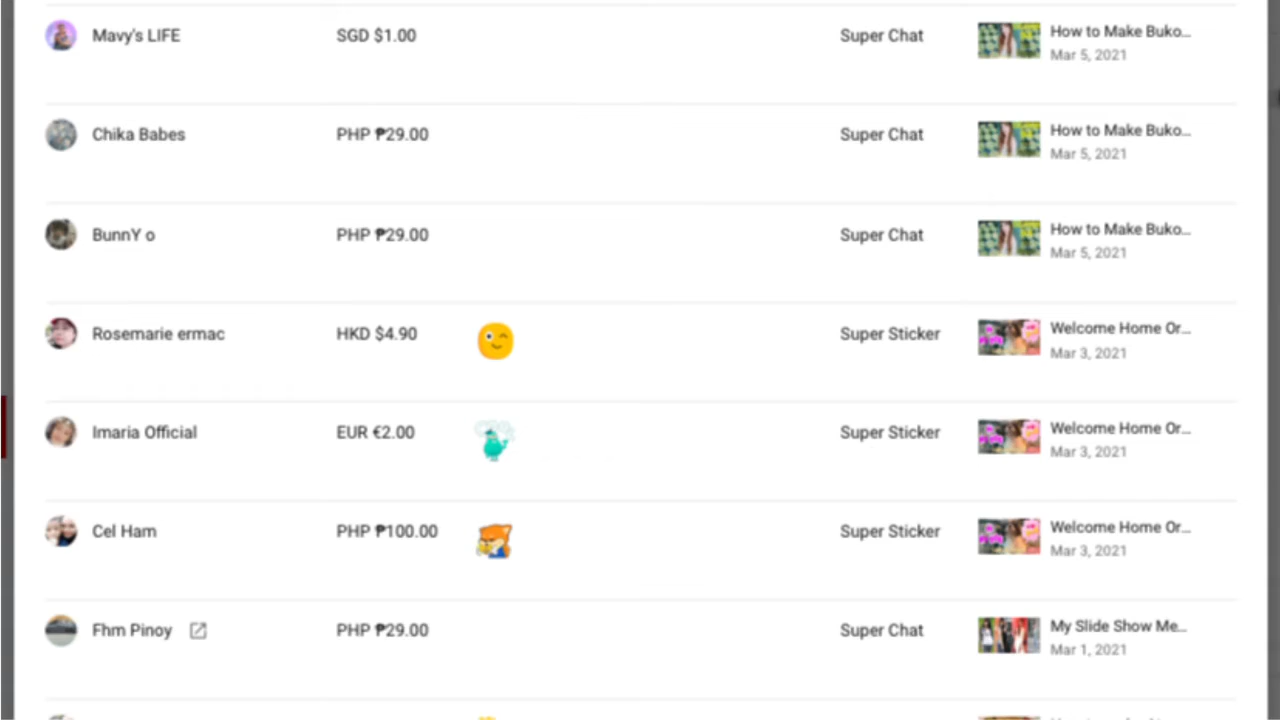 Mavy's LIFE SGD $1.00 Super Chat How to Make Buko...
Mar 5, 2021
Chika Babes PHP ₱29.00 Super Chat How to Make Buko...
Mar 5, 2021
BunnY o PHP ₱29.00 Super Chat How to Make Buko...
Mar 5, 2021
Rosemarie ermac HKD $4.90 Super Sticker Welcome Home Or...
Mar 3, 2021
Imaria Official EUR €2.00 Super Sticker Welcome Home Or...
Mar 3, 2021
Cel Ham PHP ₱100.00 Super Sticker Welcome Home Or...
Mar 3, 2021
Fhm Pinoy PHP ₱29.00 Super Chat My Slide Show Me...
Mar 1, 2021